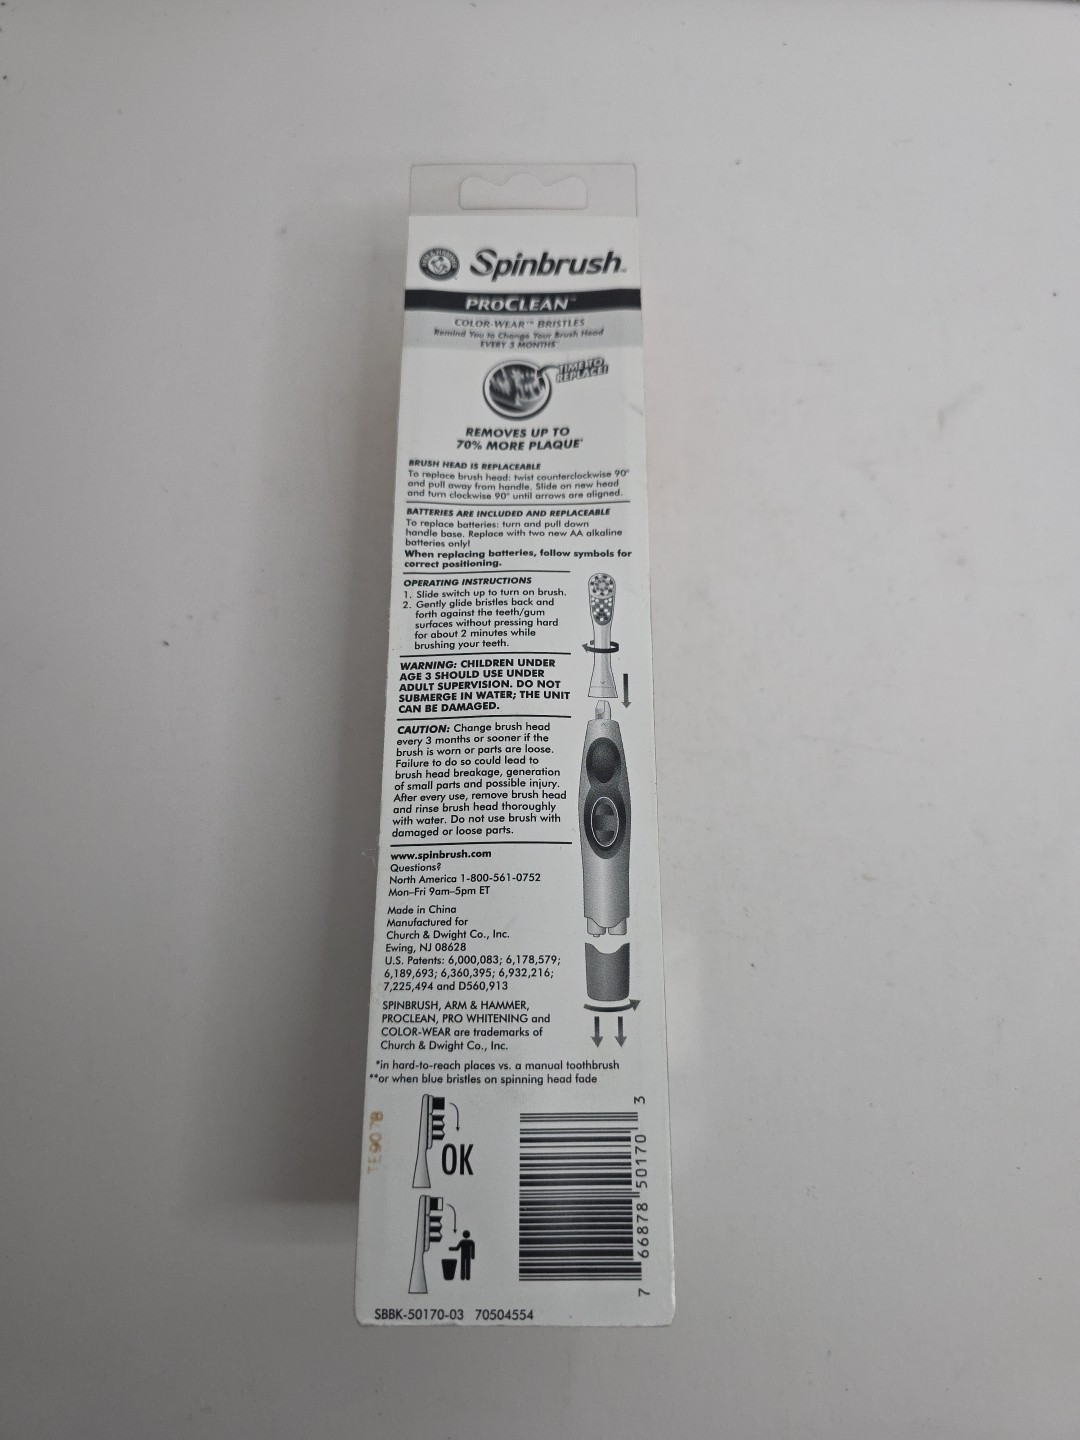 ARM & HAMMER
Spinbrush™
PROCLEAN™
COLOR-WEAR™ BRISTLES
Remind You to Change Your Brush Head
EVERY 3 MONTHS**
TIME TO
REPLACE!
REMOVES UP TO
70% MORE PLAQUE*
BRUSH HEAD IS REPLACEABLE
To replace brush head: twist counterclockwise 90°
and pull away from handle. Slide on new head
and turn clockwise 90° until arrows are aligned.
BATTERIES ARE INCLUDED AND REPLACEABLE
To replace batteries: turn and pull down
handle base. Replace with two new AA alkaline
batteries only!
When replacing batteries, follow symbols for
correct positioning.
OPERATING INSTRUCTIONS
1. Slide switch up to turn on brush.
2. Gently glide bristles back and
forth against the teeth/gum
surfaces without pressing hard
for about 2 minutes while
brushing your teeth.
WARNING: CHILDREN UNDER
AGE 3 SHOULD USE UNDER
ADULT SUPERVISION. DO NOT
SUBMERGE IN WATER; THE UNIT
CAN BE DAMAGED.
CAUTION: Change brush head
every 3 months or sooner if the
brush is worn or parts are loose.
Failure to do so could lead to
brush head breakage, generation
of small parts and possible injury.
After every use, remove brush head
and rinse brush head thoroughly
with water. Do not use brush with
damaged or loose parts.
www.spinbrush.com
Questions?
North America 1-800-561-0752
Mon–Fri 9am–5pm ET
Made in China
Manufactured for
Church & Dwight Co., Inc.
Ewing, NJ 08628
U.S. Patents: 6,000,083; 6,178,579;
6,189,693; 6,360,395; 6,932,216;
7,225,494 and D560,913
SPINBRUSH, ARM & HAMMER,
PROCLEAN, PRO WHITENING and
COLOR-WEAR are trademarks of
Church & Dwight Co., Inc.
*in hard-to-reach places vs. a manual toothbrush
**or when blue bristles on spinning head fade
TE9078
OK
7 66878 50170 3
SBBK-50170-03 70504554